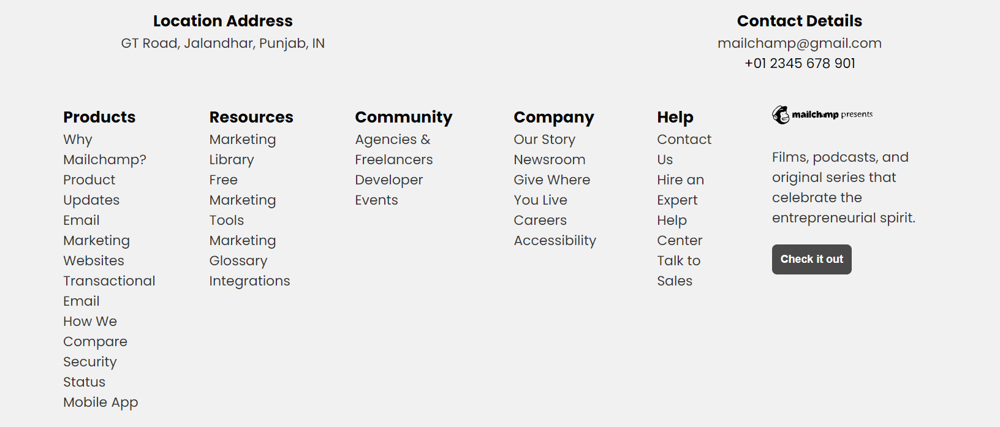 Location Address
GT Road, Jalandhar, Punjab, IN
Contact Details
mailchamp@gmail.com
+01 2345 678 901
Products
Why
Mailchamp?
Product
Updates
Email
Marketing
Websites
Transactional
Email
How We
Compare
Security
Status
Mobile App
Resources
Marketing
Library
Free
Marketing
Tools
Marketing
Glossary
Integrations
Community
Agencies &
Freelancers
Developer
Events
Company
Our Story
Newsroom
Give Where
You Live
Careers
Accessibility
Help
Contact
Us
Hire an
Expert
Help
Center
Talk to
Sales
mailchamp presents
Films, podcasts, and
original series that
celebrate the
entrepreneurial spirit.
Check it out